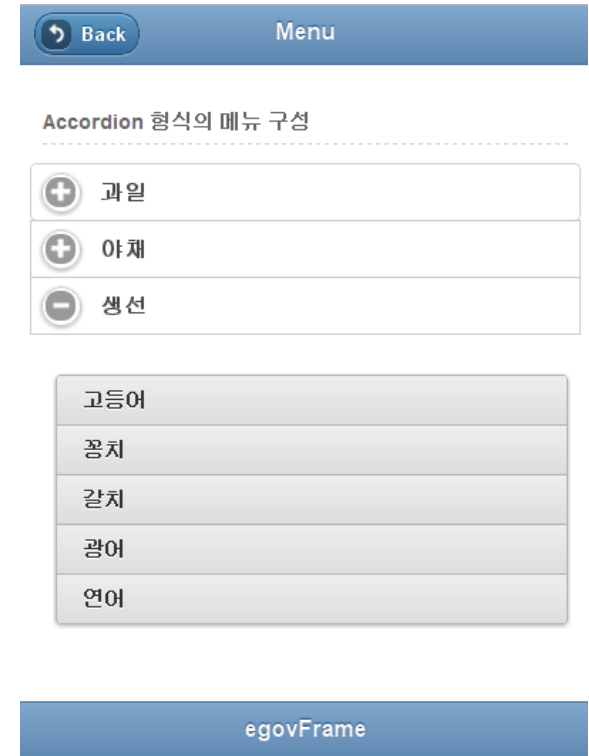 Back
Menu
Accordion 형식의 메뉴 구성
과일
야채
생선
고등어
꽁치
갈치
광어
연어
egovFrame